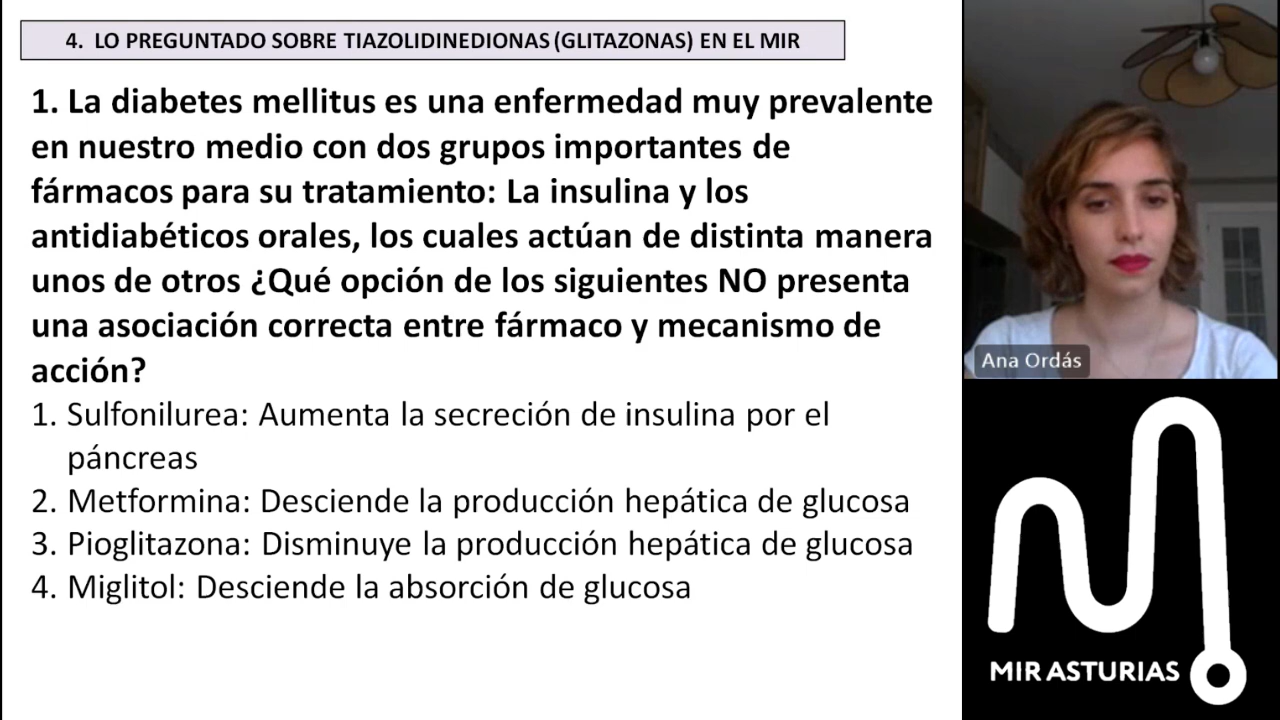 4. LO PREGUNTADO SOBRE TIAZOLIDINEDIONAS (GLITAZONAS) EN EL MIR
1. La diabetes mellitus es una enfermedad muy prevalente
en nuestro medio con dos grupos importantes de
fármacos para su tratamiento: La insulina y los
antidiabéticos orales, los cuales actúan de distinta manera
unos de otros ¿Qué opción de los siguientes NO presenta
una asociación correcta entre fármaco y mecanismo de
acción?
1. Sulfonilurea: Aumenta la secreción de insulina por el
páncreas
2. Metformina: Desciende la producción hepática de glucosa
3. Pioglitazona: Disminuye la producción hepática de glucosa
4. Miglitol: Desciende la absorción de glucosa
Ana Ordás
MIR ASTURIAS